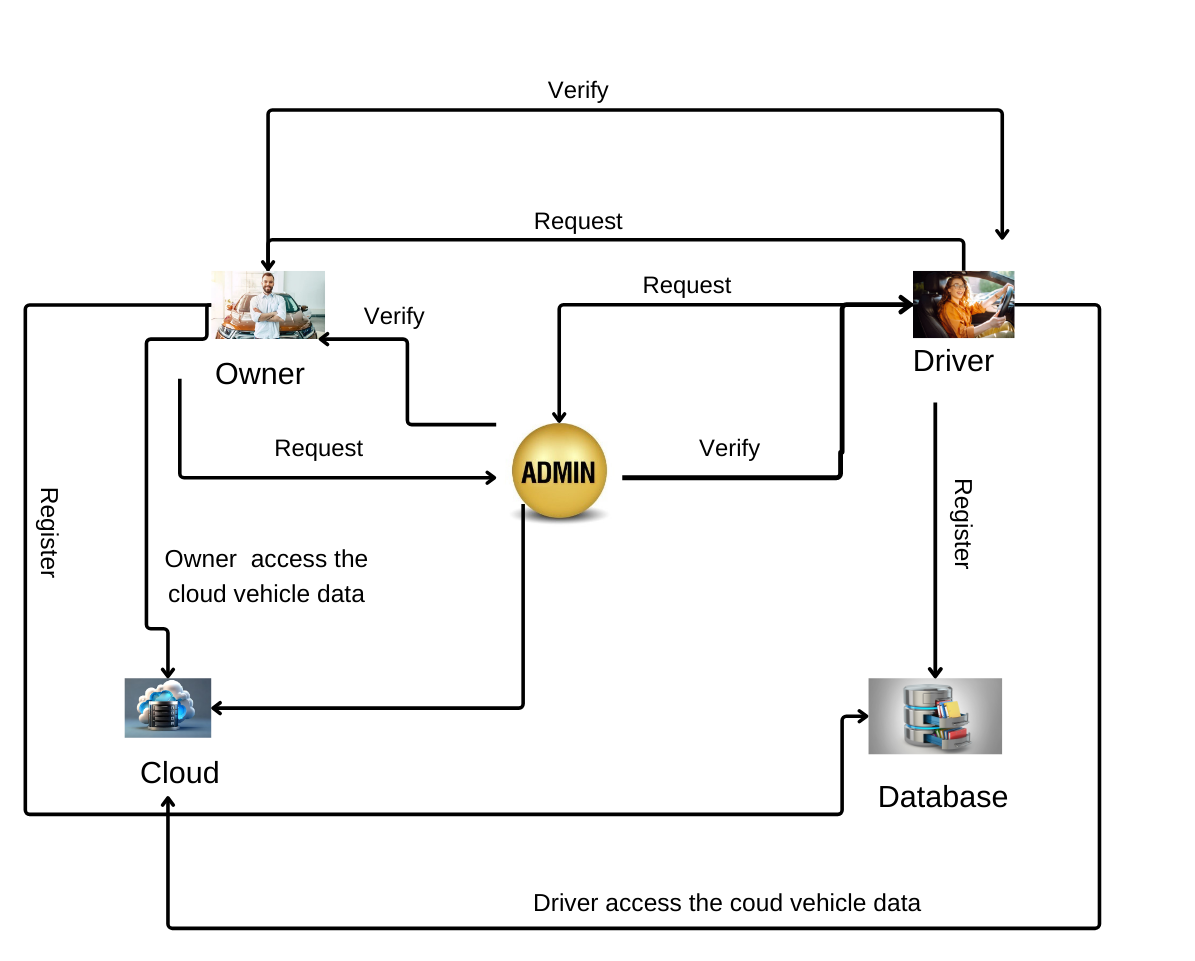 Verify
Request
Request
Verify
Driver
Owner
Request
ADMIN
Verify
Register
Register
Owner  access the
cloud vehicle data
Cloud
Database
Driver access the coud vehicle data